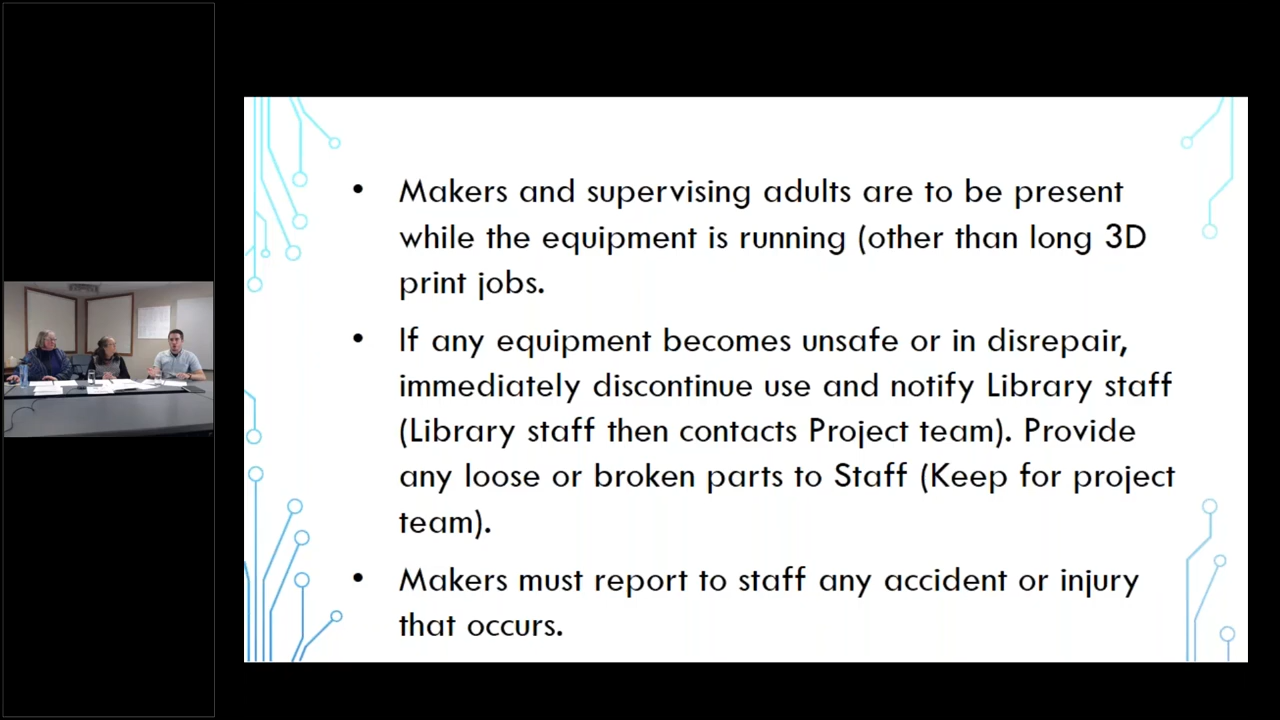 • Makers and supervising adults are to be present
while the equipment is running (other than long 3D
print jobs.
• If any equipment becomes unsafe or in disrepair,
immediately discontinue use and notify Library staff
(Library staff then contacts Project team). Provide
any loose or broken parts to Staff (Keep for project
team).
• Makers must report to staff any accident or injury
that occurs.